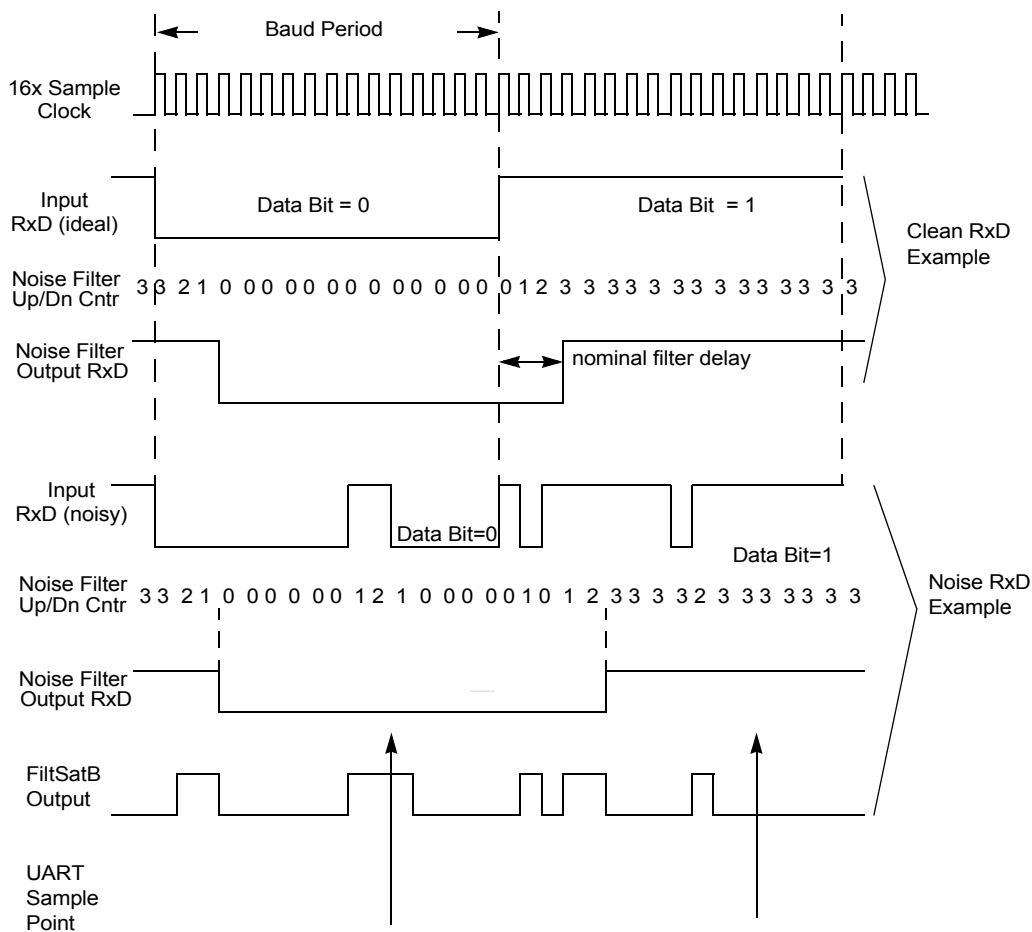 Baud Period
16x Sample
Clock
Input
RxD (ideal)
Data Bit = 0
Data Bit = 1
Clean RxD
Example
Noise Filter
Up/Dn Cntr
3 3 2 1 0 0 0 0 0 0 0 0 0 0 0 0 0 0 1 2 3 3 3 3 3 3 3 3 3 3 3 3 3 3
Noise Filter
Output RxD
nominal filter delay
Input
RxD (noisy)
Data Bit=0
Data Bit=1
Noise Filter
Up/Dn Cntr
3 3 2 1 0 0 0 0 0 0 1 2 1 0 0 0 0 0 1 0 1 2 3 3 3 3 2 3 3 3 3 3 3 3
Noise RxD
Example
Noise Filter
Output RxD
FiltSatB
Output
UART
Sample
Point